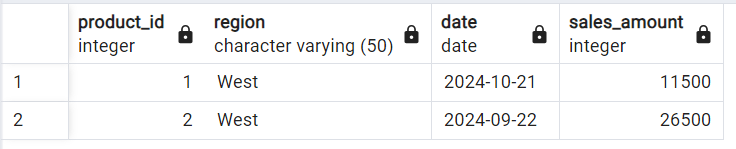 product_id region date sales_amount
integer character varying (50) date integer
1 1 West 2024-10-21 11500
2 2 West 2024-09-22 26500